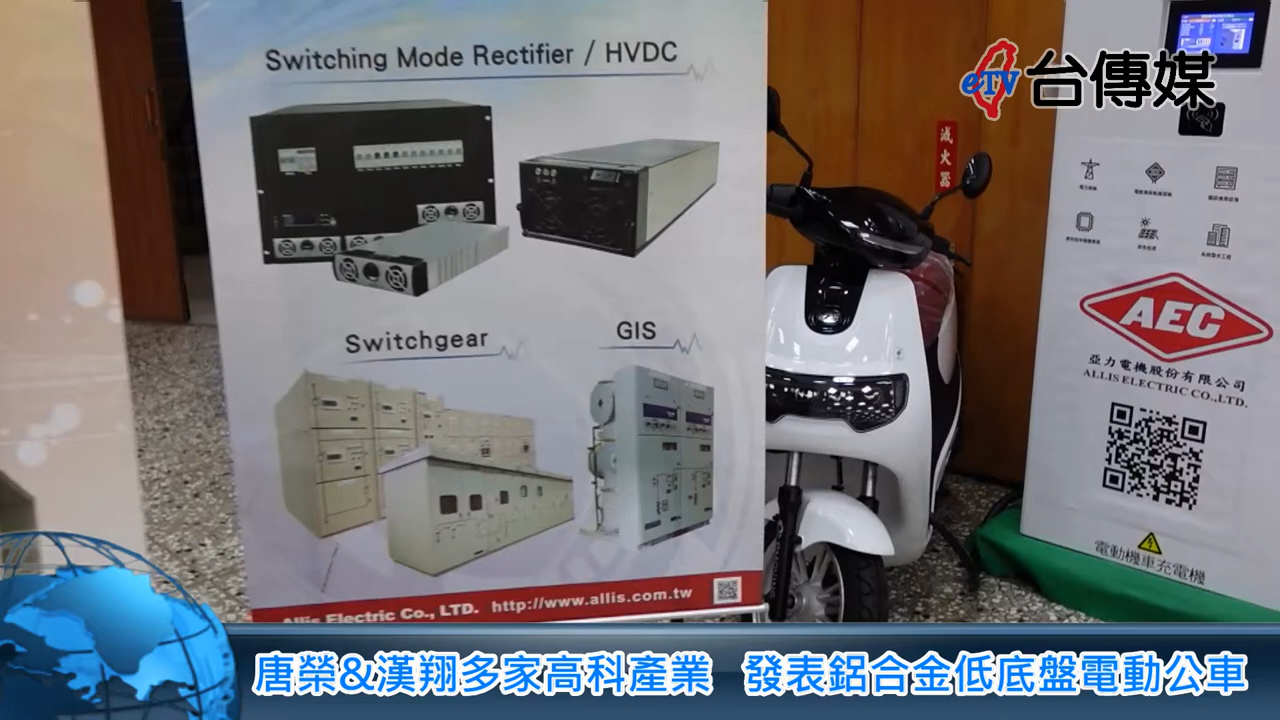 Switching Mode Rectifier / HVDC
eTV 台傳媒
滅火器
Switchgear
GIS
AEC
亞力電機股份有限公司
ALLIS ELECTRIC CO.,LTD.
電動機車充電機
Allis Electric Co., LTD. http://www.allis.com.tw
唐榮&漢翔多家高科產業 發表鋁合金低底盤電動公車